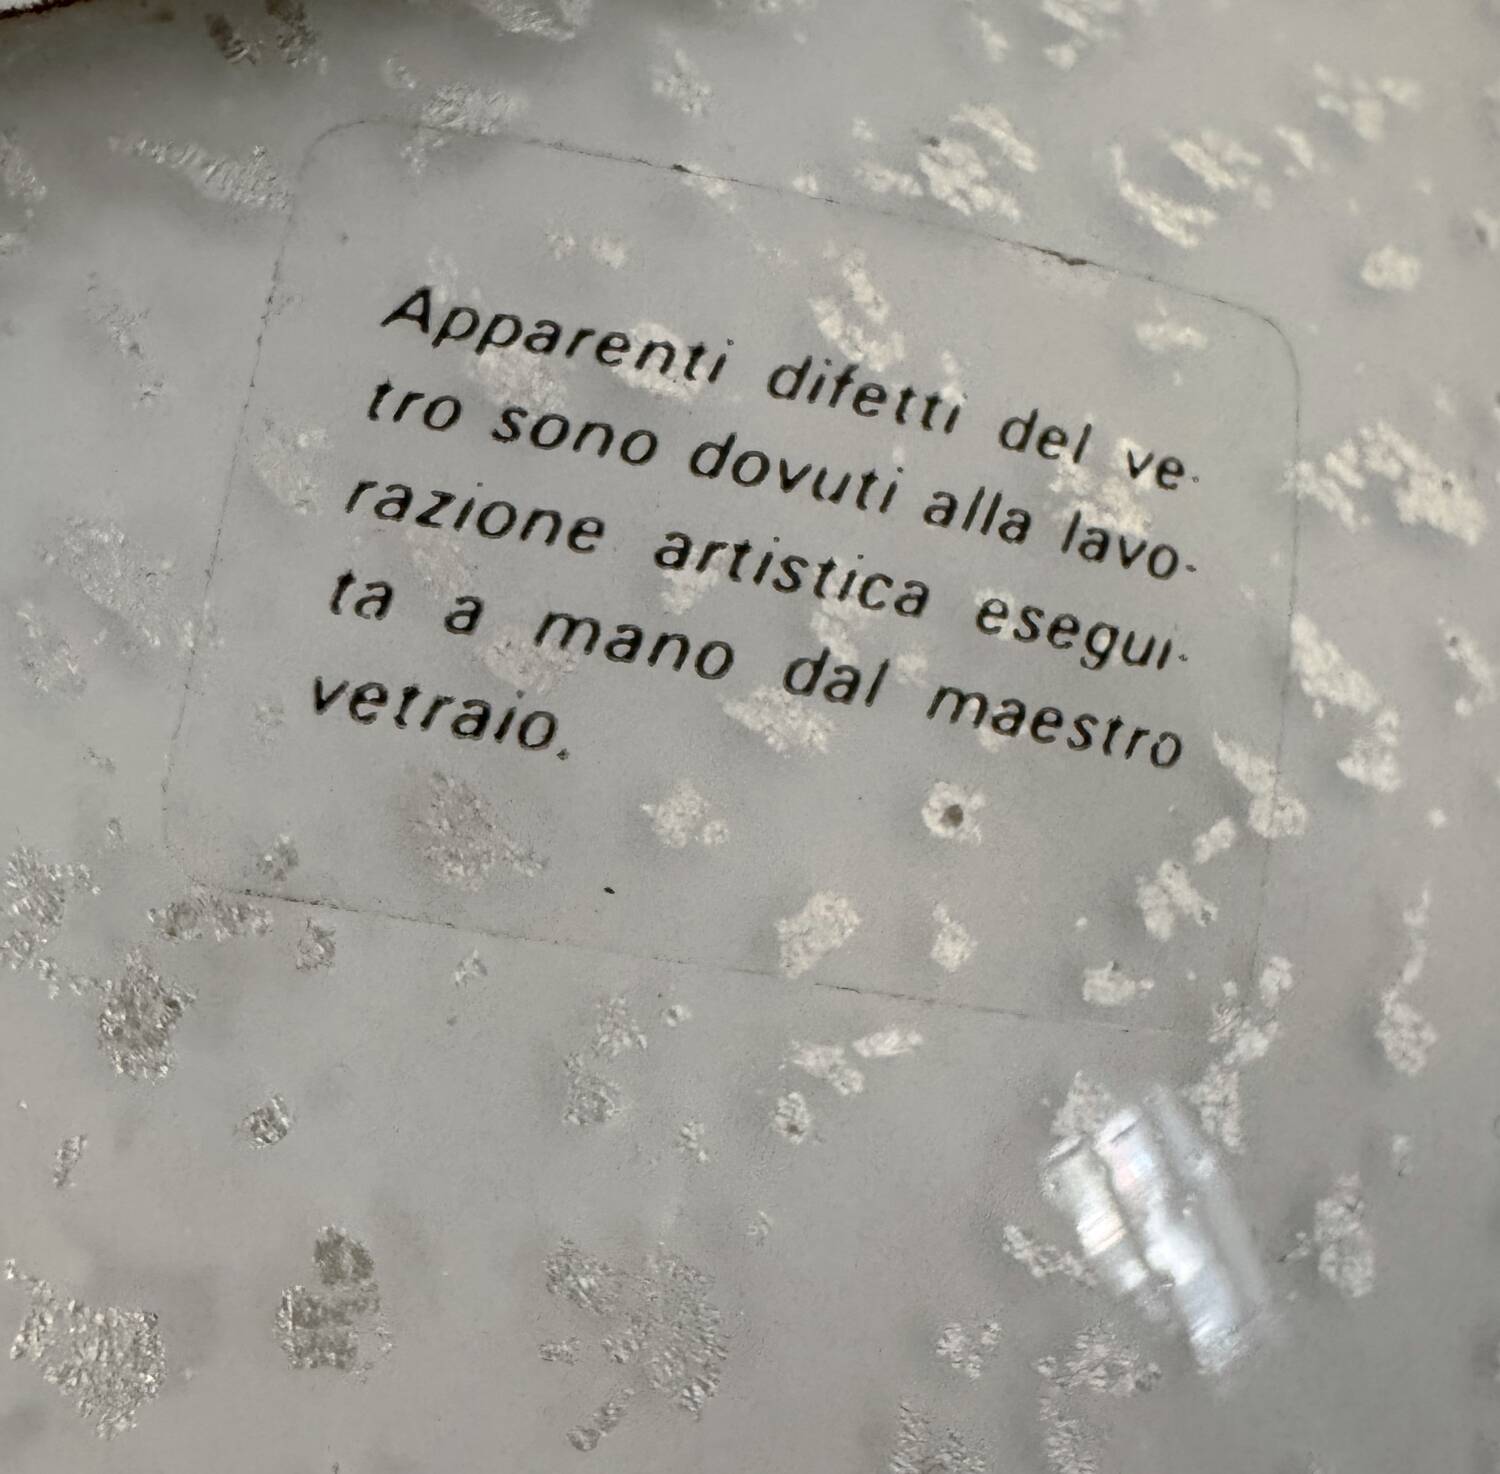 Apparenti difetti del ve-
tro sono dovuti alla lavo-
razione artistica esegui-
ta a mano dal maestro
vetraio.